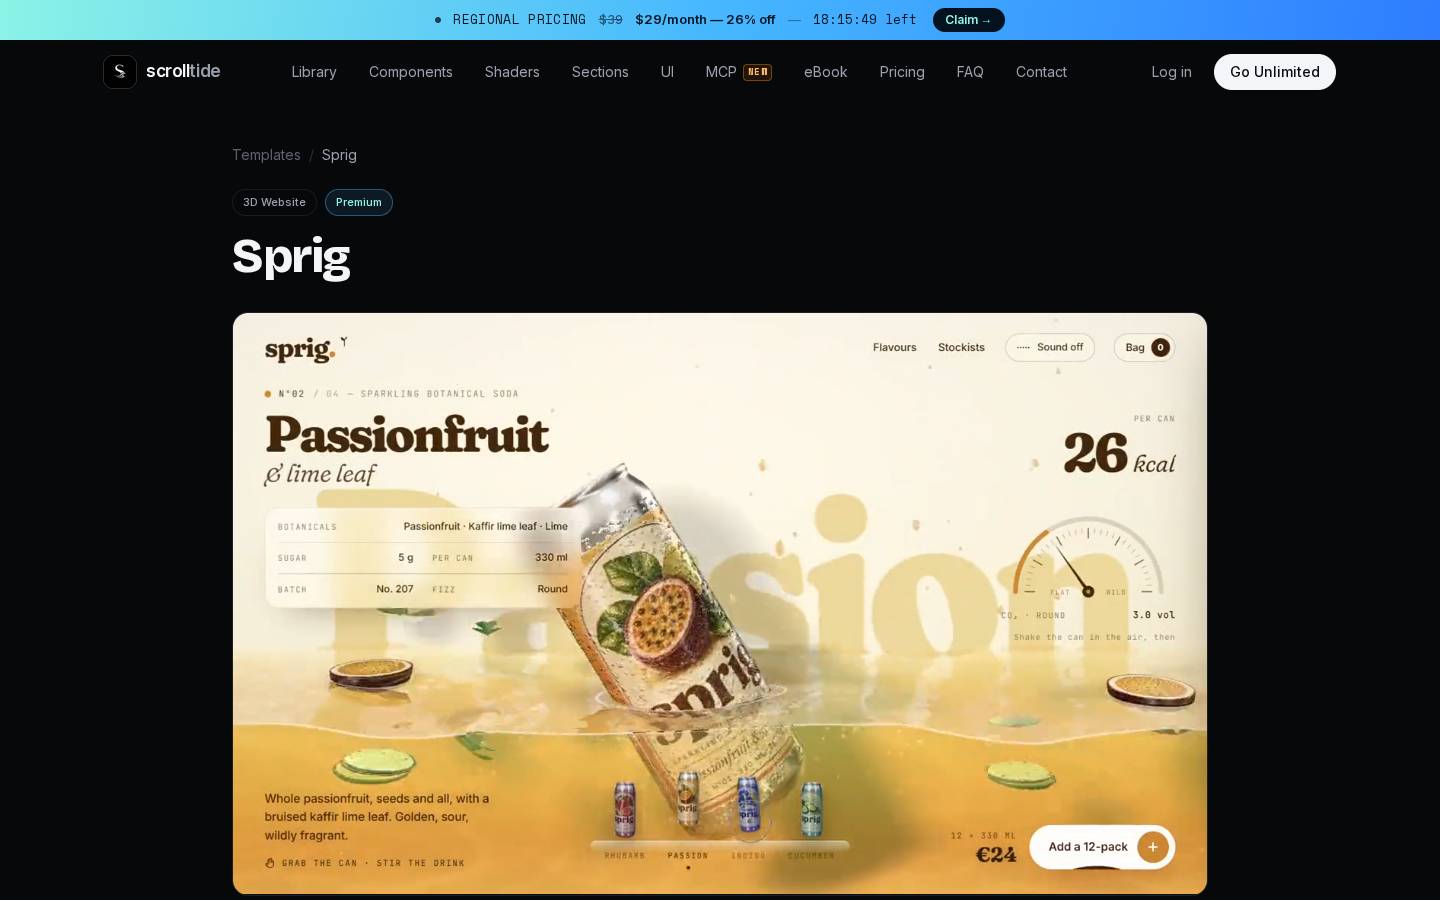 REGIONAL PRICING $39 $29/month — 26% off — 18:15:49 left Claim →
scrolltide Library Components Shaders Sections UI MCP NEW eBook Pricing FAQ Contact Log in Go Unlimited
Templates / Sprig
3D Website Premium
Sprig
sprig. Flavours Stockists Sound off Bag 0
N°02 / 04 — SPARKLING BOTANICAL SODA
Passionfruit
& lime leaf
PER CAN
26 kcal
BOTANICALS Passionfruit · Kaffir lime leaf · Lime
SUGAR 5 g PER CAN 330 ml
BATCH No. 207 FIZZ Round
sion
FLAT WILD
CO₂ · ROUND 3.0 vol
Shake the can in the air, then
sprig
Whole passionfruit, seeds and all, with a
bruised kaffir lime leaf. Golden, sour,
wildly fragrant.
GRAB THE CAN · STIR THE DRINK
RHUBARB PASSION CUCUMBER
12 × 330 ML
€24
Add a 12-pack +